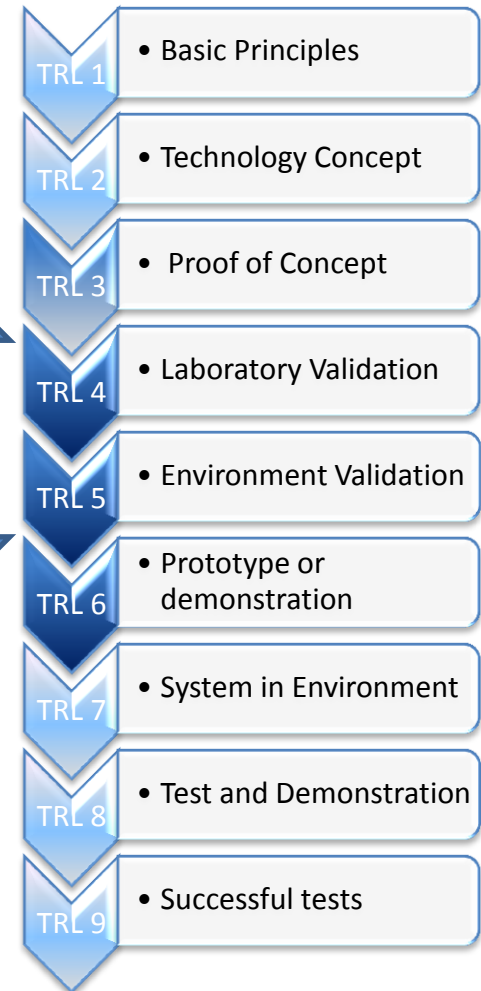 TRL 1
• Basic Principles
TRL 2
• Technology Concept
TRL 3
• Proof of Concept
TRL 4
• Laboratory Validation
TRL 5
• Environment Validation
TRL 6
• Prototype or
demonstration
TRL 7
• System in Environment
TRL 8
• Test and Demonstration
TRL 9
• Successful tests